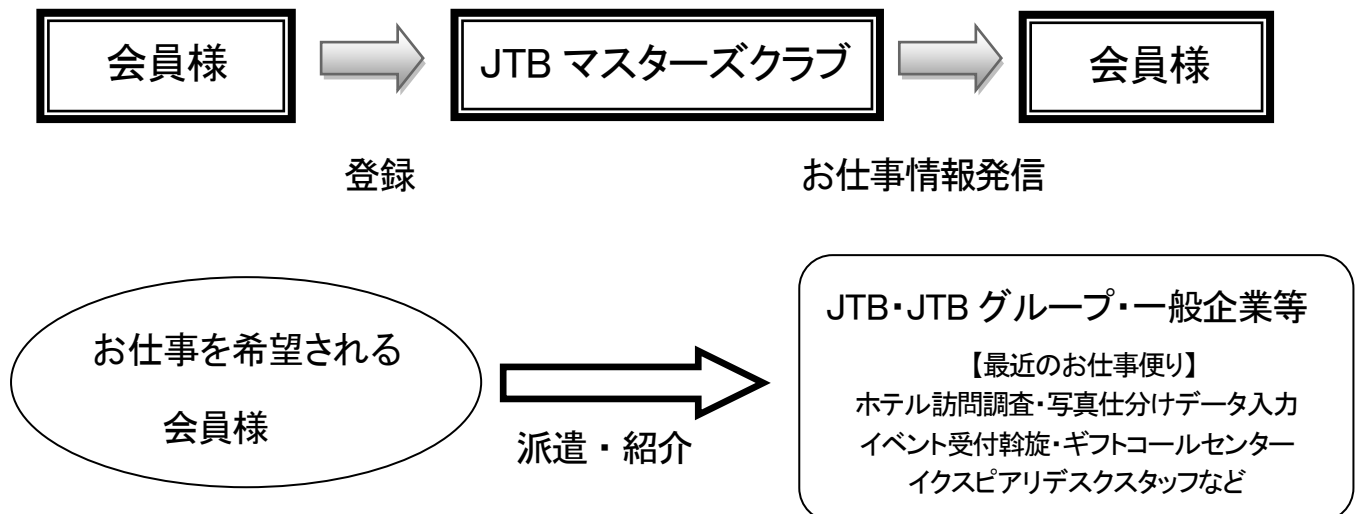 会員様
JTB マスターズクラブ
会員様
登録
お仕事情報発信
お仕事を希望される
会員様
派遣・紹介
JTB・JTB グループ・一般企業等
【最近のお仕事便り】
ホテル訪問調査・写真仕分けデータ入力
イベント受付斡旋・ギフトコールセンター
イクスピアリデスクスタッフなど